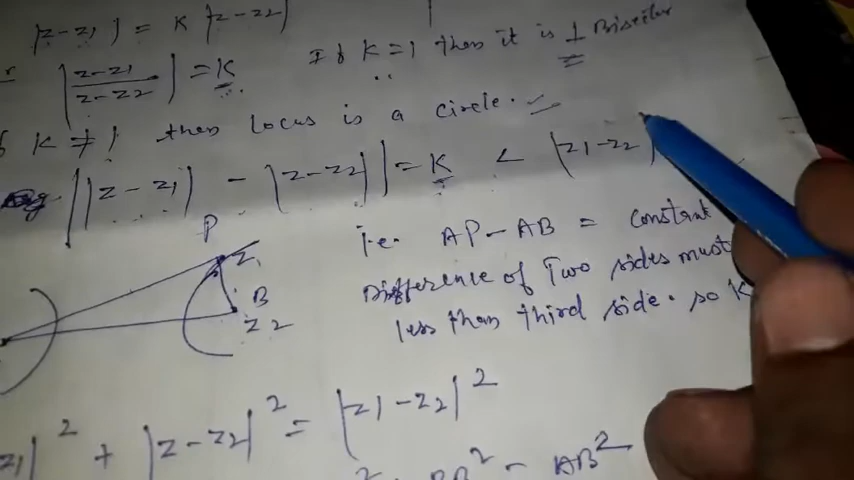 |z-z1| = K |z-z2|
|z-z1 / z-z2| = K If K=1 then it is ⊥ Bisector
K ≠ 1 then locus is a circle.
||z-z1| - |z-z2|| = K < |z1-z2|
P
z1
B
z2
i.e. AP - AB = constant
Difference of Two sides must
less than third side. so K
z1|² + |z-z2|² = |z1-z2|²
AB²